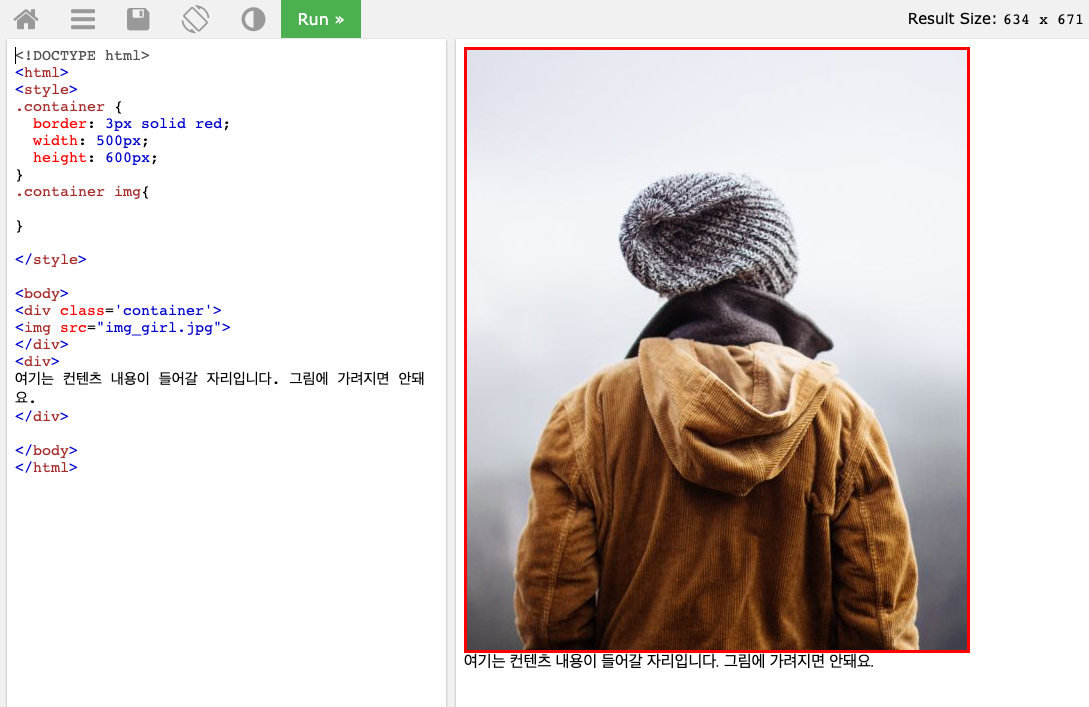 Run »
Result Size: 634 x 671
<!DOCTYPE html>
<html>
<style>
.container {
  border: 3px solid red;
  width: 500px;
  height: 600px;
}
.container img{
}
</style>
<body>
<div class='container'>
<img src="img_girl.jpg">
</div>
<div>
여기는 컨텐츠 내용이 들어갈 자리입니다. 그림에 가려지면 안돼
요.
</div>
</body>
</html>
여기는 컨텐츠 내용이 들어갈 자리입니다. 그림에 가려지면 안돼요.